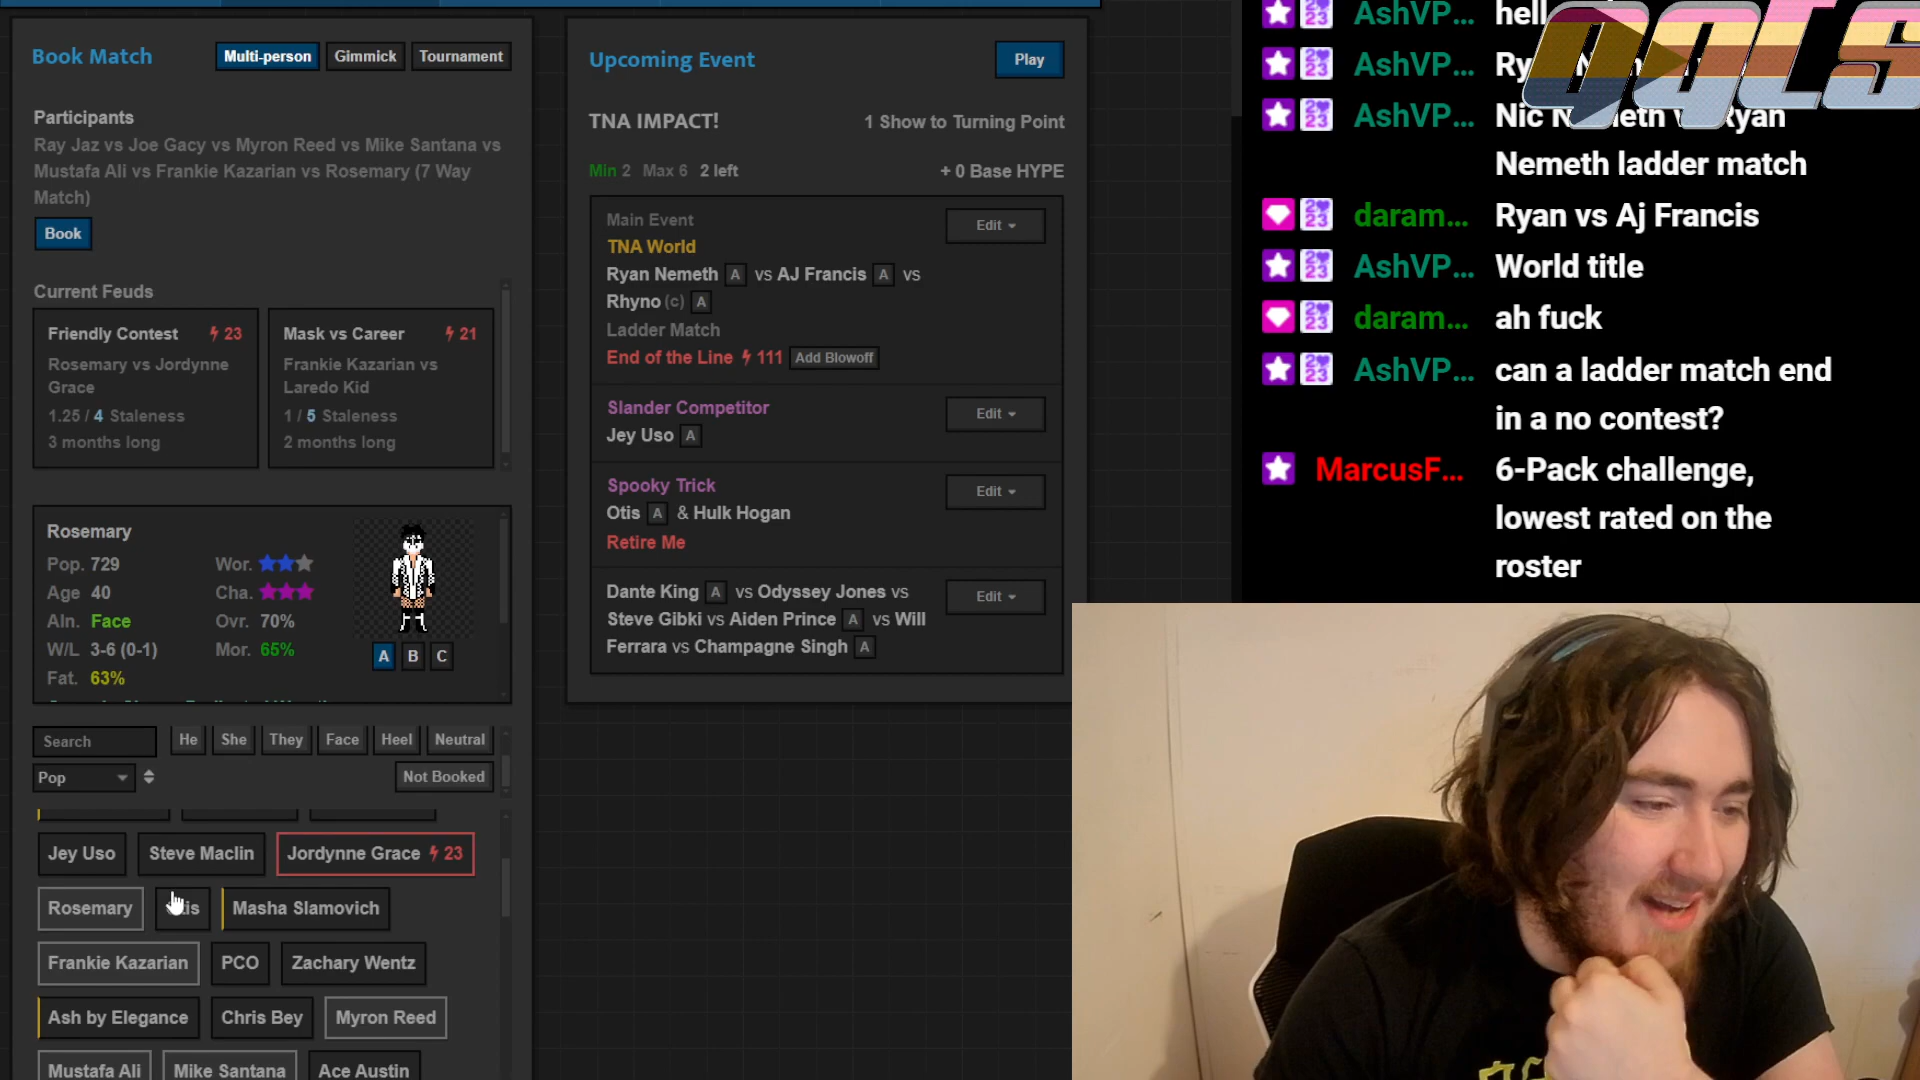 Book Match
Multi-person
Gimmick
Tournament
Participants
Ray Jaz vs Joe Gacy vs Myron Reed vs Mike Santana vs
Mustafa Ali vs Frankie Kazarian vs Rosemary (7 Way
Match)
Book
Current Feuds
Friendly Contest 23
Rosemary vs Jordynne
Grace
1.25 / 4 Staleness
3 months long
Mask vs Career 21
Frankie Kazarian vs
Laredo Kid
1 / 5 Staleness
2 months long
Rosemary
Pop. 729
Wor.
Age 40
Cha.
Aln. Face
Ovr. 70%
W/L 3-6 (0-1)
Mor. 65%
Fat. 63%
A B C
Search
He
She
They
Face
Heel
Neutral
Pop
Not Booked
Jey Uso
Steve Maclin
Jordynne Grace 23
Rosemary
Masha Slamovich
Frankie Kazarian
PCO
Zachary Wentz
Ash by Elegance
Chris Bey
Myron Reed
Mustafa Ali
Mike Santana
Ace Austin
Upcoming Event
Play
TNA IMPACT!
1 Show to Turning Point
Min 2 Max 6 2 left
+ 0 Base HYPE
Main Event
Edit
TNA World
Ryan Nemeth A vs AJ Francis A vs
Rhyno (c) A
Ladder Match
End of the Line 111 Add Blowoff
Slander Competitor
Edit
Jey Uso A
Spooky Trick
Edit
Otis A & Hulk Hogan
Retire Me
Dante King A vs Odyssey Jones vs
Edit
Steve Gibki vs Aiden Prince A vs Will
Ferrara vs Champagne Singh A
AshVP...
AshVP...
AshVP... Nic Nemeth vs Ryan
Nemeth ladder match
daram... Ryan vs Aj Francis
AshVP... World title
daram... ah fuck
AshVP... can a ladder match end
in a no contest?
MarcusF... 6-Pack challenge,
lowest rated on the
roster